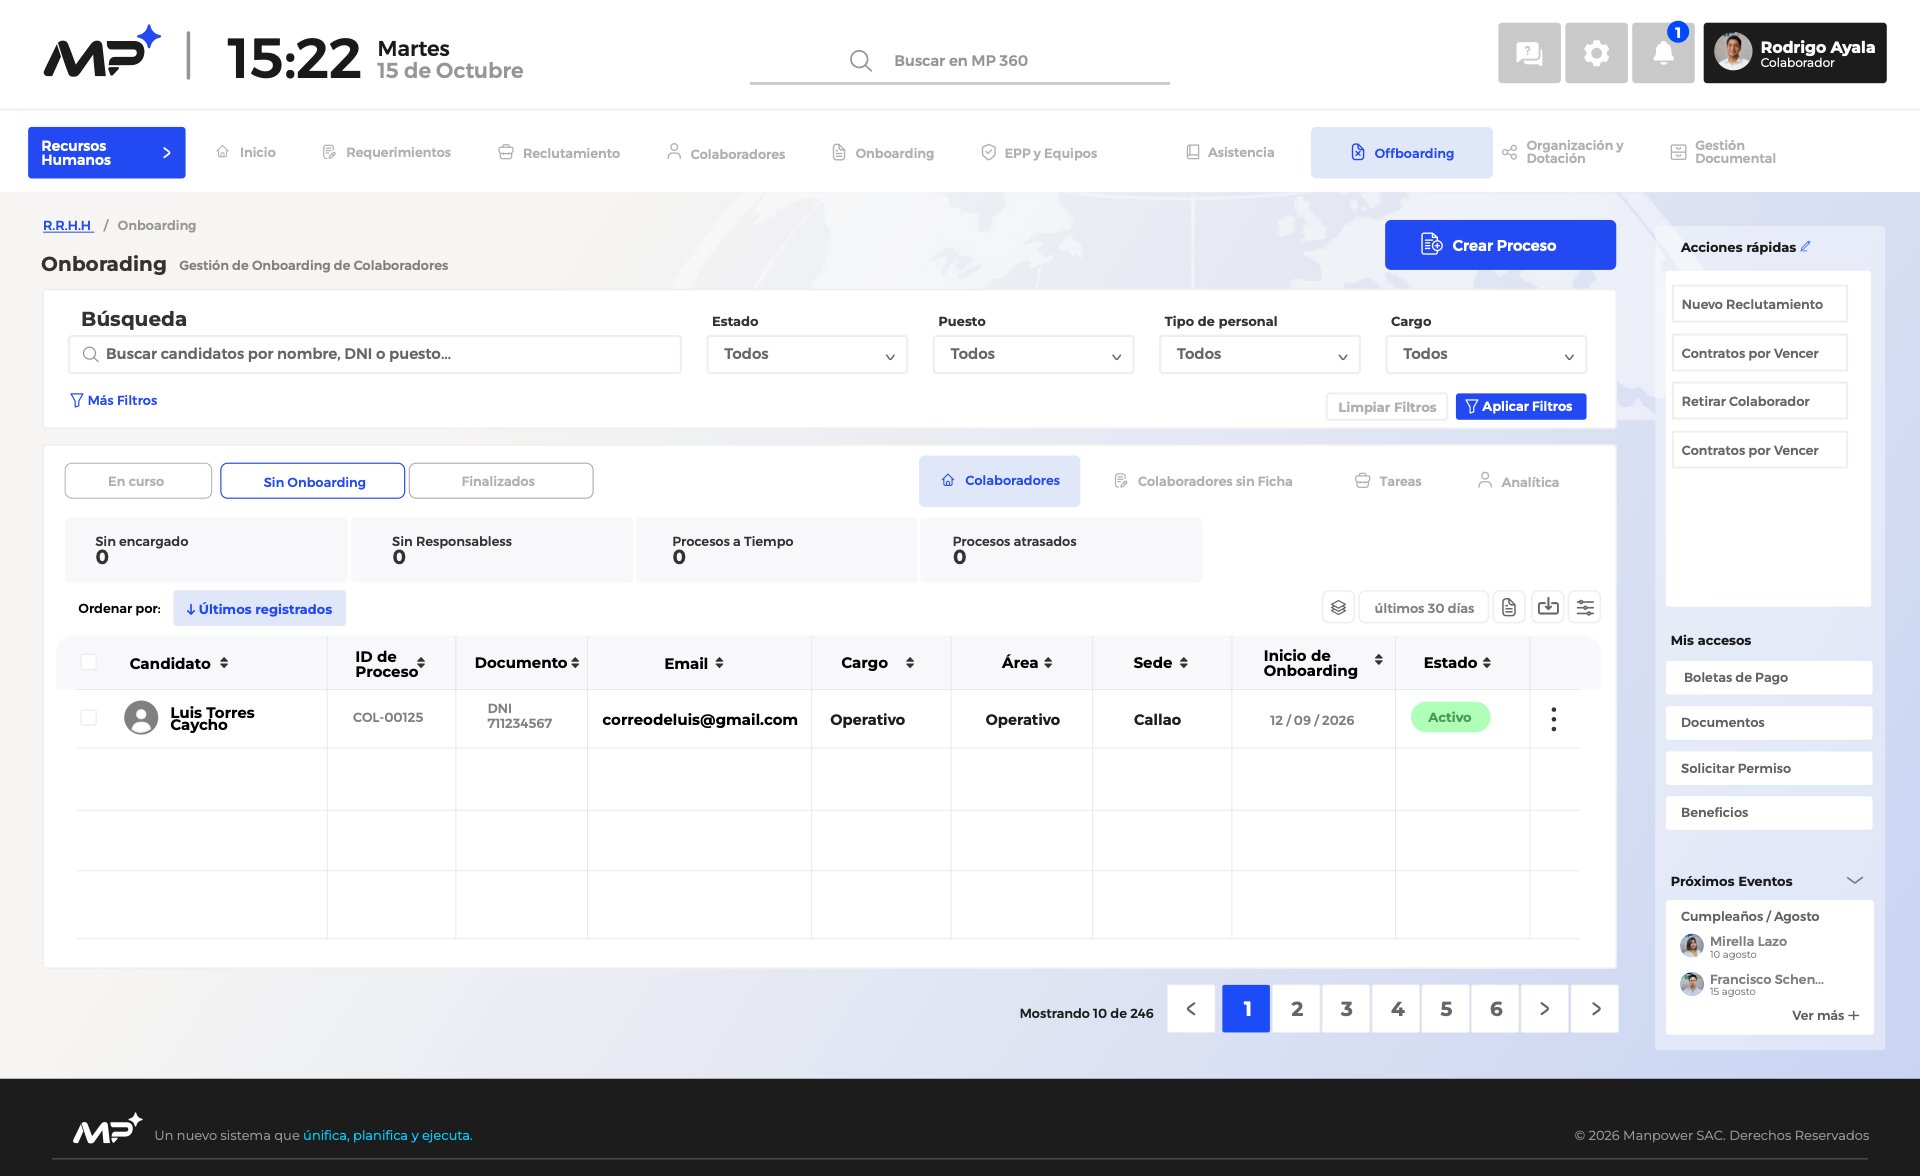 MP
15:22
Martes
15 de Octubre
Buscar en MP 360
1
Rodrigo Ayala
Colaborador
Recursos
Humanos
Inicio
Requerimientos
Reclutamiento
Colaboradores
Onboarding
EPP y Equipos
Asistencia
Offboarding
Organización y
Dotación
Gestión
Documental
R.R.H.H / Onboarding
Onborading
Gestión de Onboarding de Colaboradores
Crear Proceso
Búsqueda
Buscar candidatos por nombre, DNI o puesto...
Estado
Todos
Puesto
Todos
Tipo de personal
Todos
Cargo
Todos
Más Filtros
Limpiar Filtros
Aplicar Filtros
En curso
Sin Onboarding
Finalizados
Colaboradores
Colaboradores sin Ficha
Tareas
Analítica
Sin encargado
0
Sin Responsabless
0
Procesos a Tiempo
0
Procesos atrasados
0
Ordenar por:
↓ Últimos registrados
últimos 30 días
Candidato
ID de
Proceso
Documento
Email
Cargo
Área
Sede
Inicio de
Onboarding
Estado
Luis Torres
Caycho
COL-00125
DNI
711234567
correodeluis@gmail.com
Operativo
Operativo
Callao
12 / 09 / 2026
Activo
Mostrando 10 de 246
< 1 2 3 4 5 6 > >
Acciones rápidas
Nuevo Reclutamiento
Contratos por Vencer
Retirar Colaborador
Contratos por Vencer
Mis accesos
Boletas de Pago
Documentos
Solicitar Permiso
Beneficios
Próximos Eventos
Cumpleaños / Agosto
Mirella Lazo
10 agosto
Francisco Schen...
15 agosto
Ver más +
MP
Un nuevo sistema que únifica, planifica y ejecuta.
© 2026 Manpower SAC. Derechos Reservados